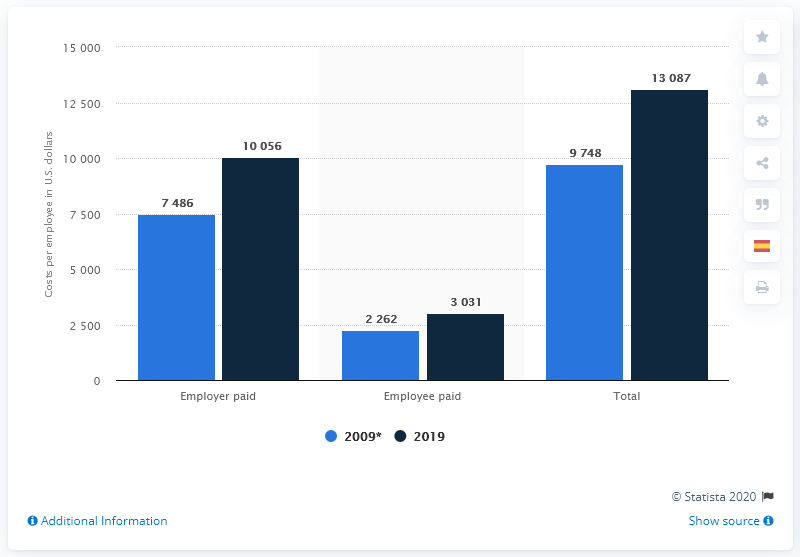 15 000
12 500
10 000
7 500
5 000
2 500
0
Costs per employee in U.S. dollars
7 486
10 056
2 262
3 031
9 748
13 087
Employer paid
Employee paid
Total
2009*
2019
© Statista 2020
Additional Information
Show source